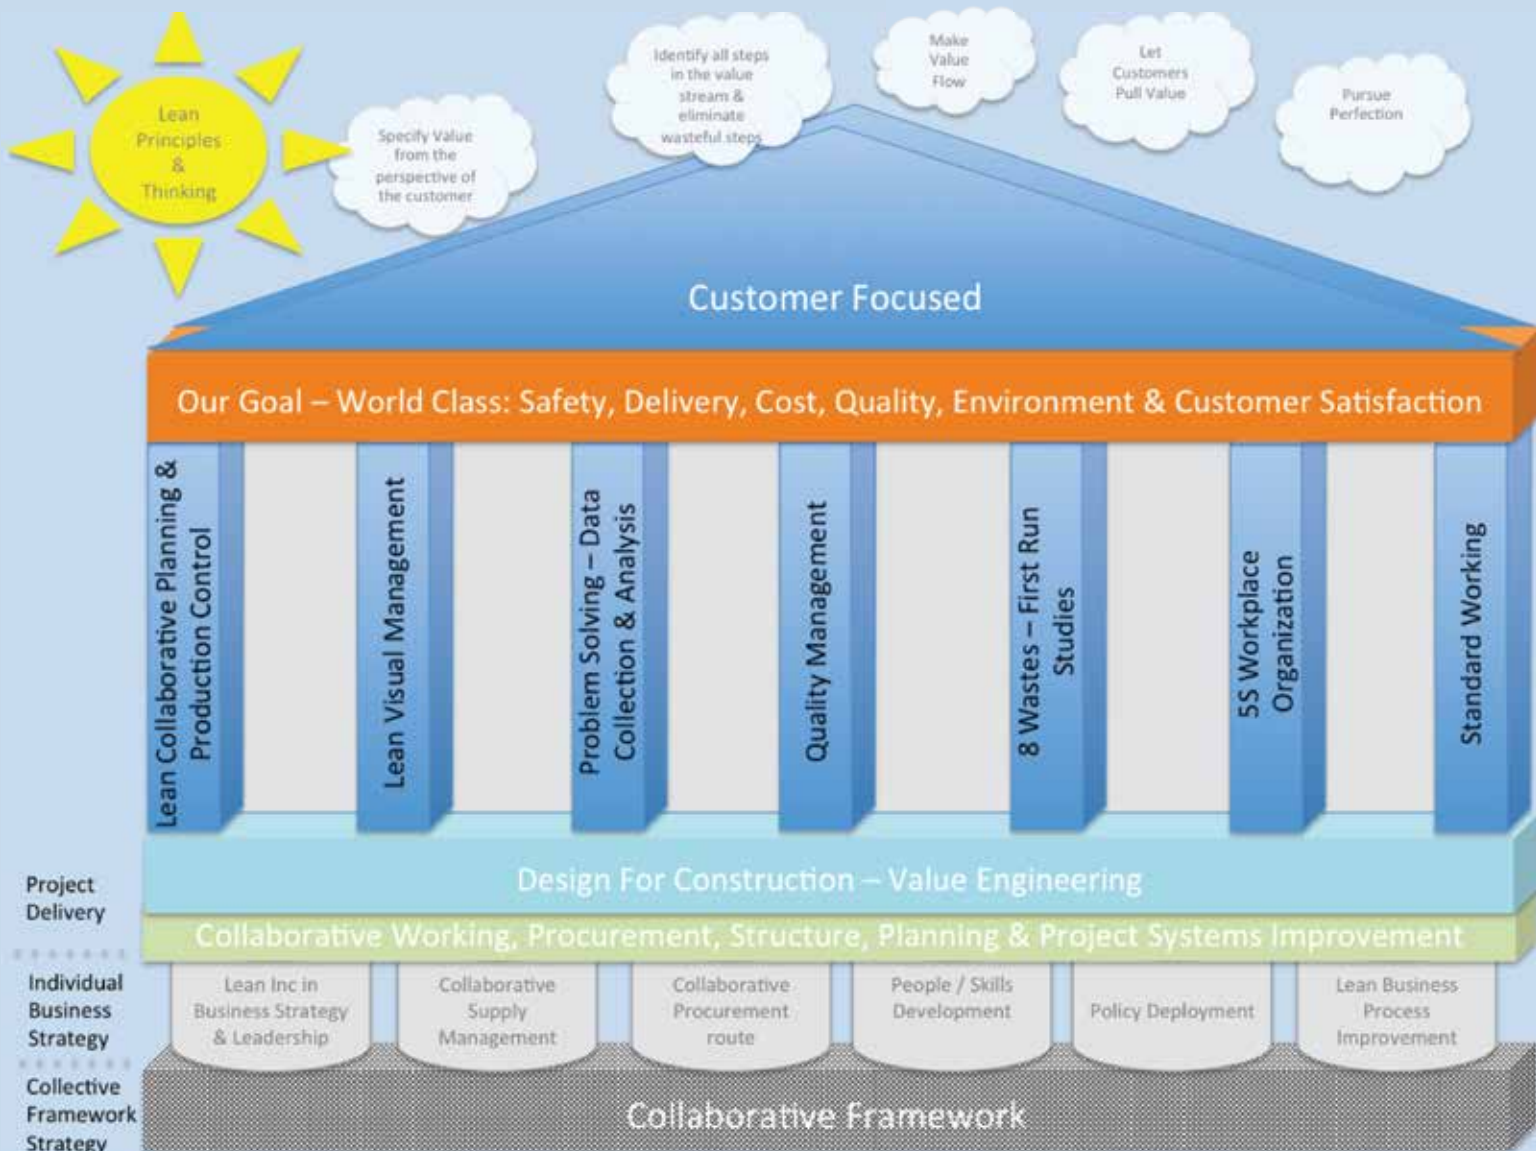 Lean
Principles
&
Thinking
Specify Value
from the
perspective of
the customer
Identify all steps
in the value
stream &
eliminate
wasteful steps
Make
Value
Flow
Let
Customers
Pull Value
Pursue
Perfection
Customer Focused
Our Goal – World Class: Safety, Delivery, Cost, Quality, Environment & Customer Satisfaction
Lean Collaborative Planning &
Production Control
Lean Visual Management
Problem Solving – Data
Collection & Analysis
Quality Management
8 Wastes – First Run
Studies
5S Workplace
Organization
Standard Working
Project
Delivery
Design For Construction – Value Engineering
Collaborative Working, Procurement, Structure, Planning & Project Systems Improvement
Individual
Business
Strategy
Lean Inc in
Business Strategy
& Leadership
Collaborative
Supply
Management
Collaborative
Procurement
route
People / Skills
Development
Policy Deployment
Lean Business
Process
Improvement
Collective
Framework
Strategy
Collaborative Framework